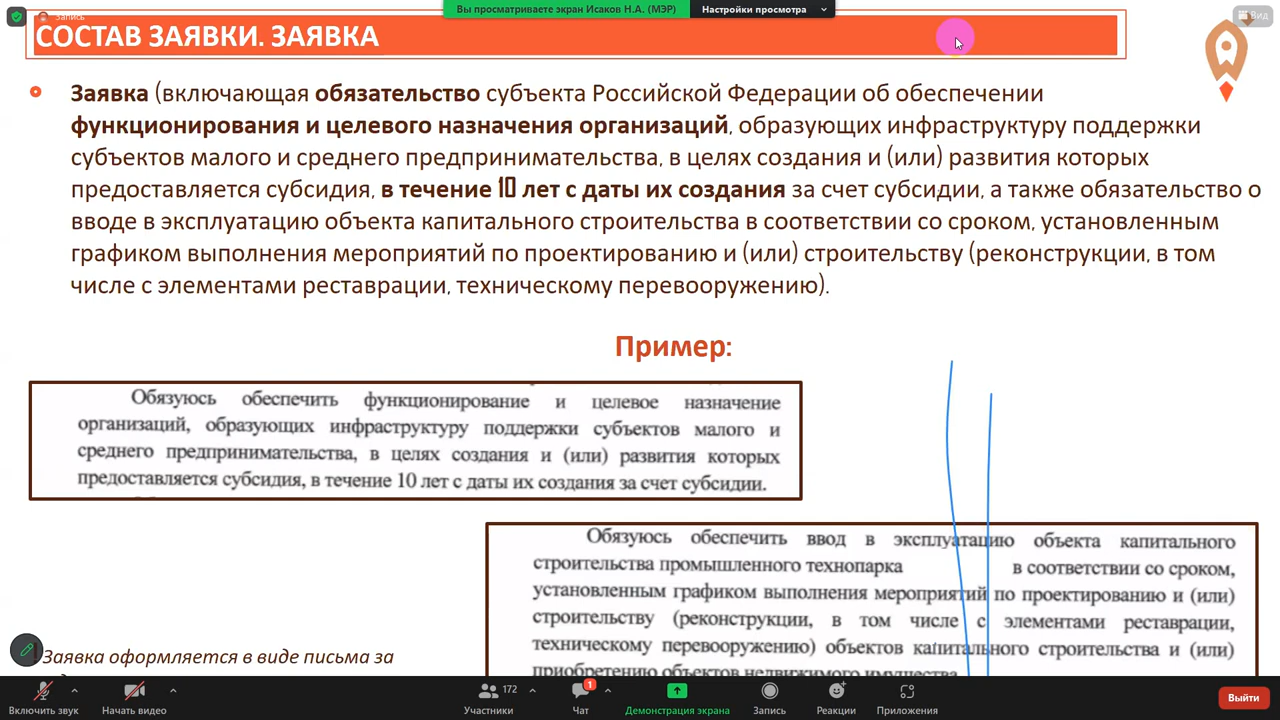 Вы просматриваете экран Исаков Н.А. (МЭР)
Настройки просмотра
Запись
Вид
СОСТАВ ЗАЯВКИ. ЗАЯВКА
Заявка (включающая обязательство субъекта Российской Федерации об обеспечении
функционирования и целевого назначения организаций, образующих инфраструктуру поддержки
субъектов малого и среднего предпринимательства, в целях создания и (или) развития которых
предоставляется субсидия, в течение 10 лет с даты их создания за счет субсидии, а также обязательство о
вводе в эксплуатацию объекта капитального строительства в соответствии со сроком, установленным
графиком выполнения мероприятий по проектированию и (или) строительству (реконструкции, в том
числе с элементами реставрации, техническому перевооружению).
Пример:
Обязуюсь обеспечить функционирование и целевое назначение
организаций, образующих инфраструктуру поддержки субъектов малого и
среднего предпринимательства, в целях создания и (или) развития которых
предоставляется субсидия, в течение 10 лет с даты их создания за счет субсидии.
Обязуюсь обеспечить ввод в эксплуатацию объекта капитального
строительства промышленного технопарка в соответствии со сроком,
установленным графиком выполнения мероприятий по проектированию и (или)
строительству (реконструкции, в том числе с элементами реставрации,
техническому перевооружению) объектов капитального строительства и (или)
приобретению объектов недвижимого имущества
Заявка оформляется в виде письма за
Включить звук
Начать видео
172
Участники
1
Чат
Демонстрация экрана
Запись
Реакции
Приложения
Выйти